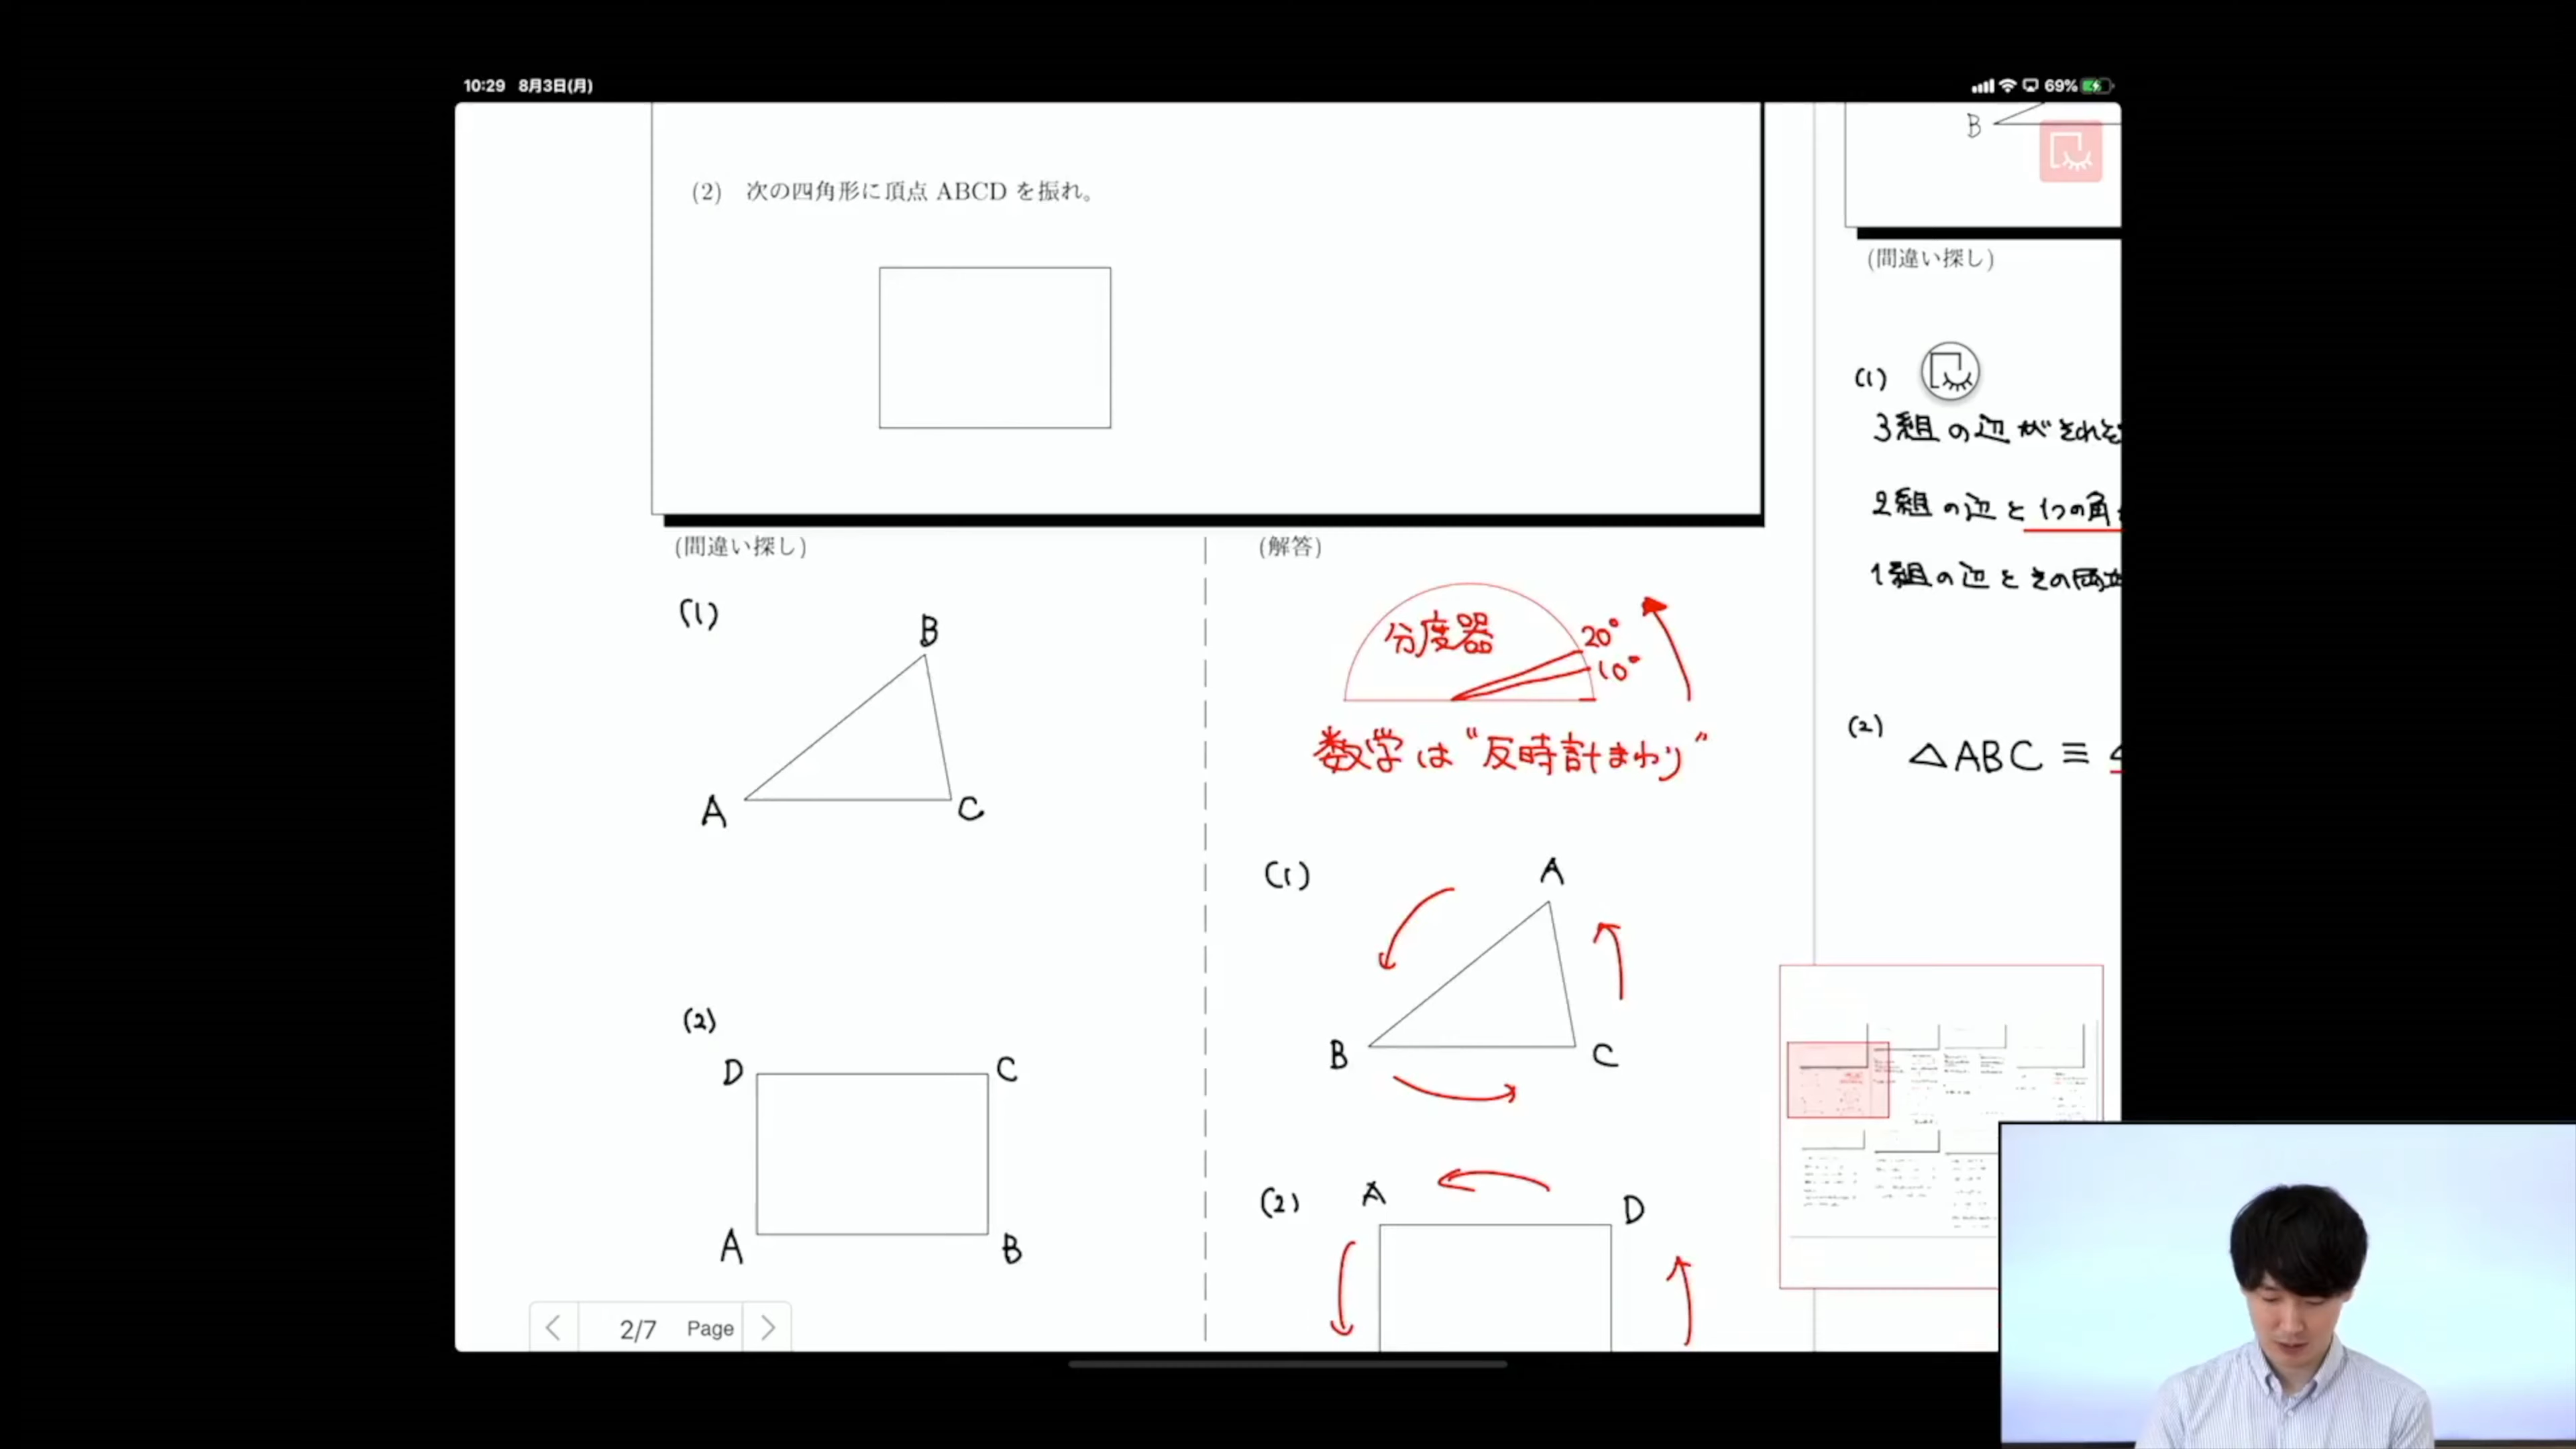 10:29 8月3日(月)
69%
(2) 次の四角形に頂点 ABCD を振れ。
(間違い探し)
(1)
B
A
C
(2)
D
C
A
B
(解答)
分度器
20°
10°
数学は“反時計まわり”
(1)
A
B
C
(2)
A
D
B
(間違い探し)
(1)
3組の辺がそれぞ
2組の辺と1つの角
1組の辺とその両立
(2)
△ABC ≡
2/7 Page